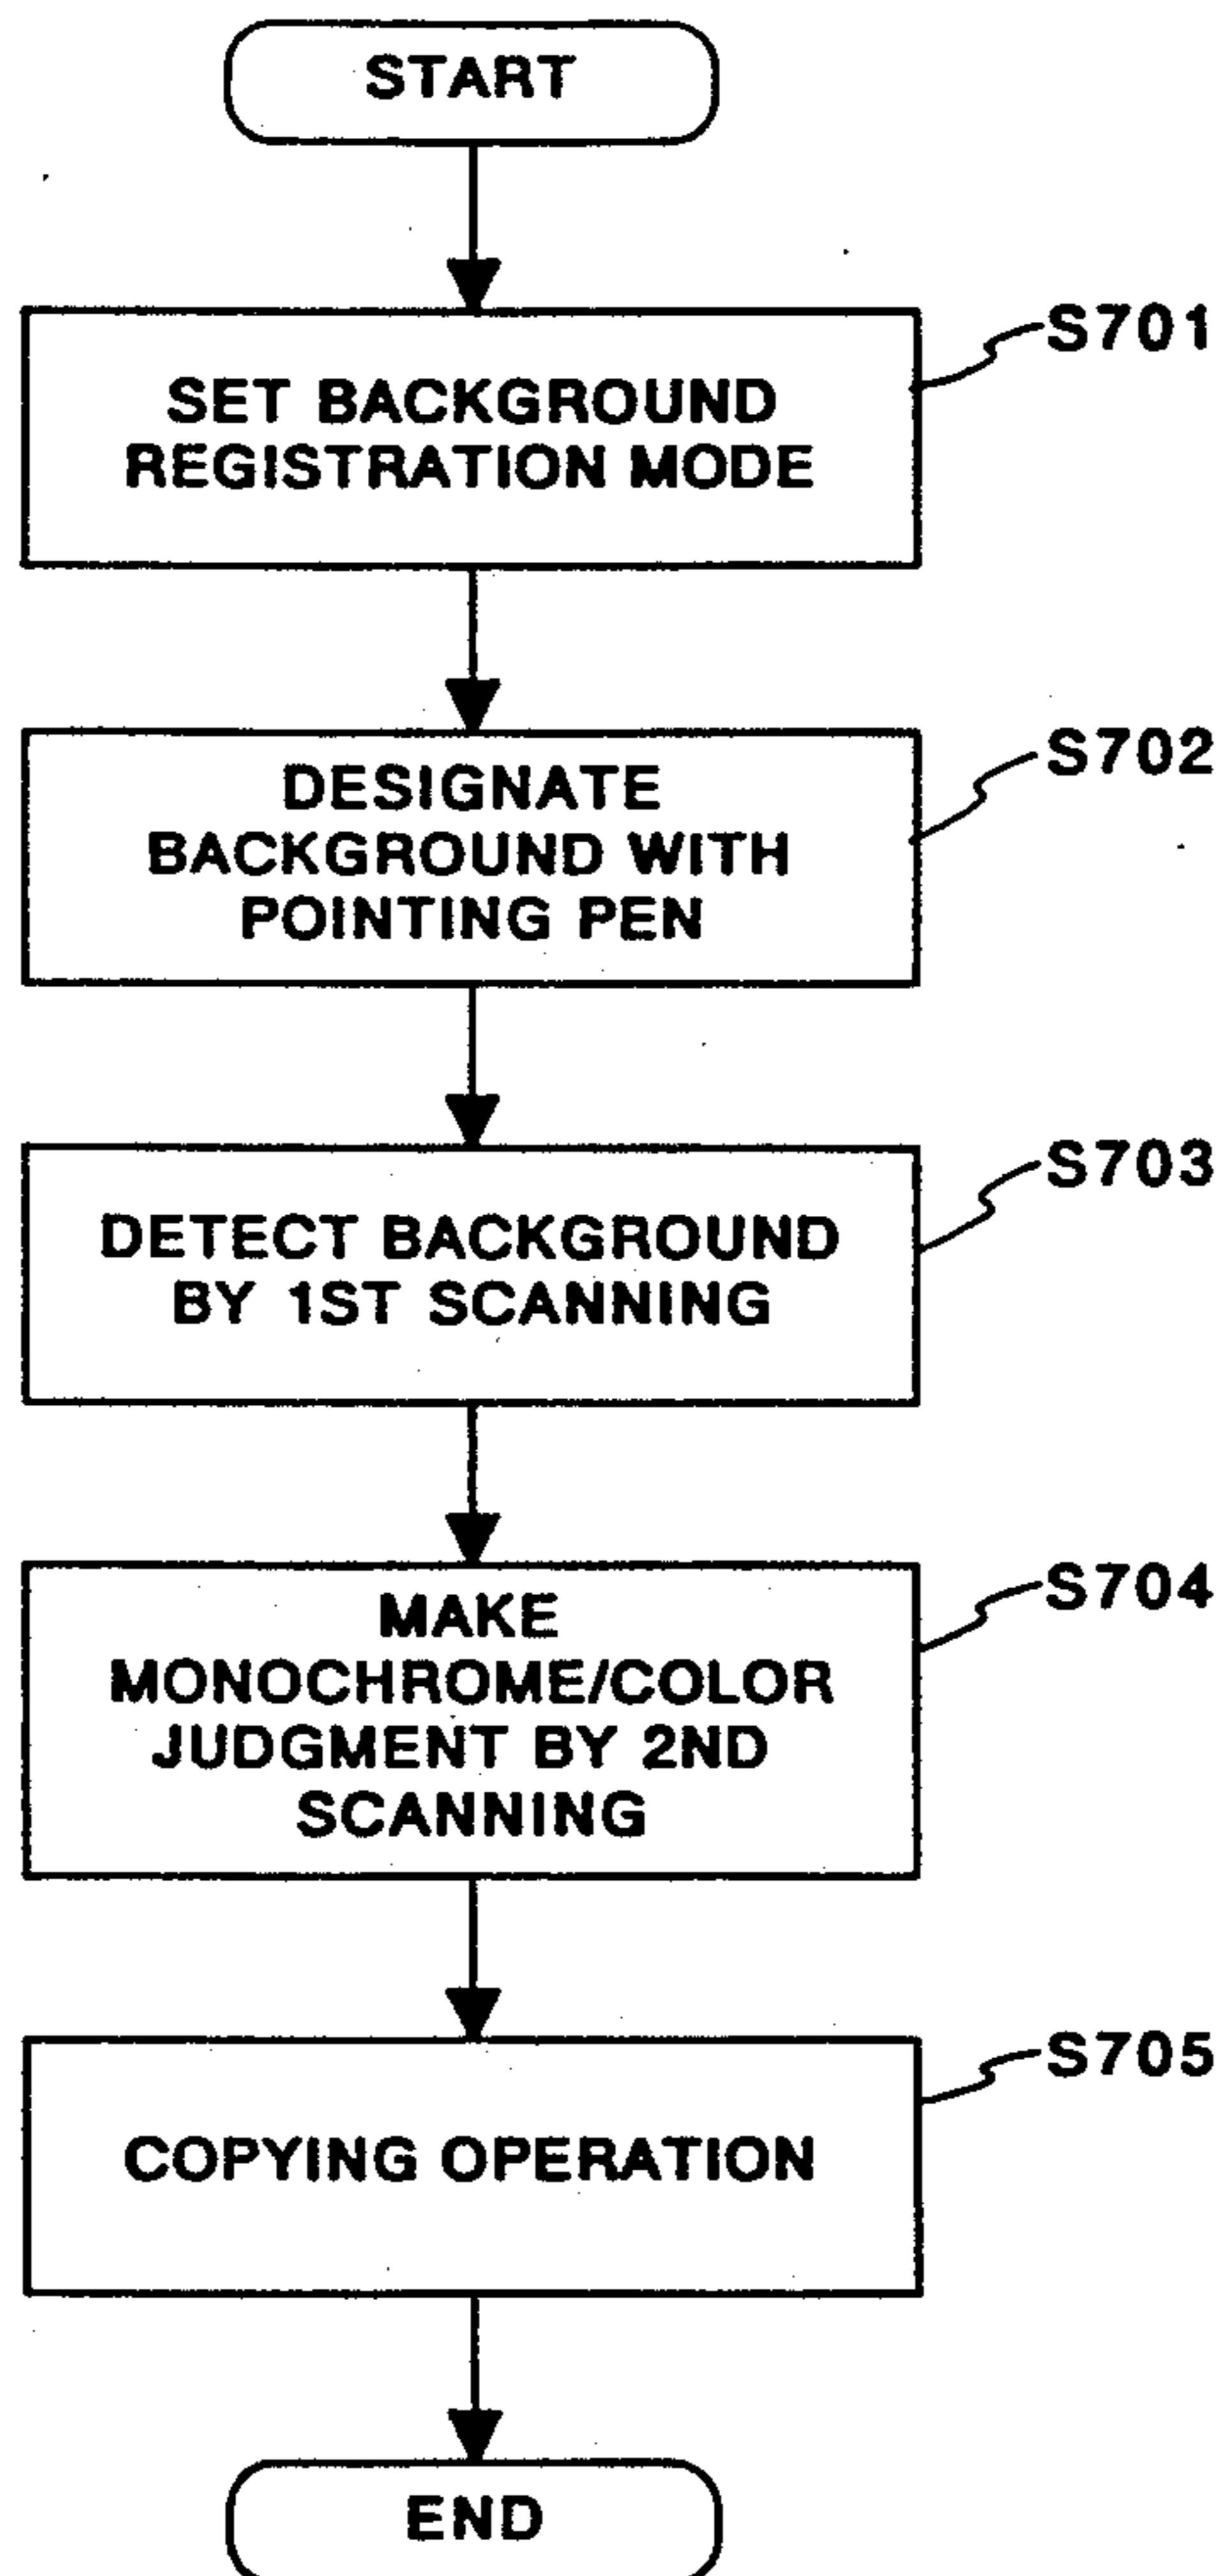 START
S701
SET BACKGROUND
REGISTRATION MODE
S702
DESIGNATE
BACKGROUND WITH
POINTING PEN
S703
DETECT BACKGROUND
BY 1ST SCANNING
S704
MAKE
MONOCHROME/COLOR
JUDGMENT BY 2ND
SCANNING
S705
COPYING OPERATION
END